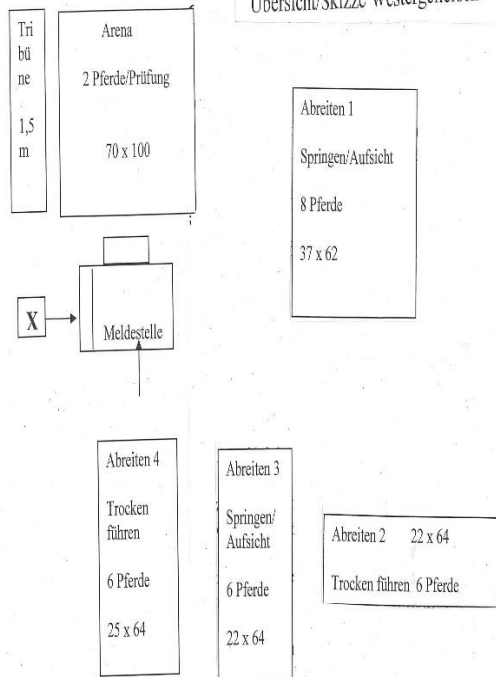 Übersicht/Skizze
Tri
bü
ne
1,5
m
Arena
2 Pferde/Prüfung
70 x 100
Abreiten 1
Springen/Aufsicht
8 Pferde
37 x 62
X
Meldestelle
Abreiten 4
Trocken
führen
6 Pferde
25 x 64
Abreiten 3
Springen/
Aufsicht
6 Pferde
22 x 64
Abreiten 2 22 x 64
Trocken führen 6 Pferde